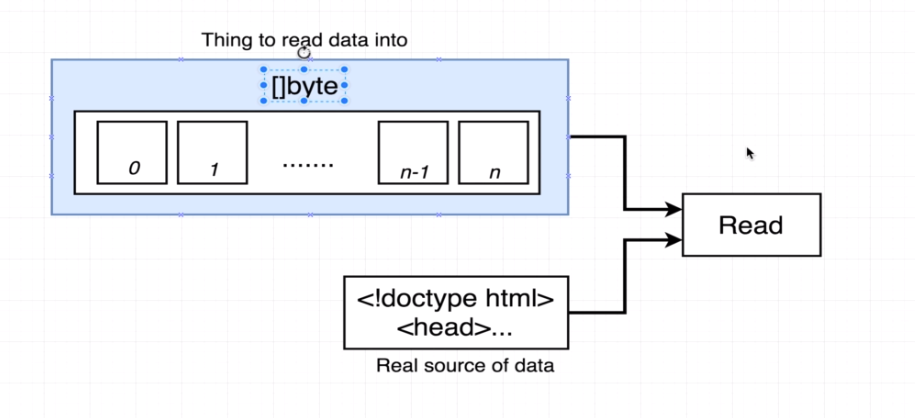 Thing to read data into
[]byte
0 1 ....... n-1 n
Read
<!doctype html>
<head>...
Real source of data